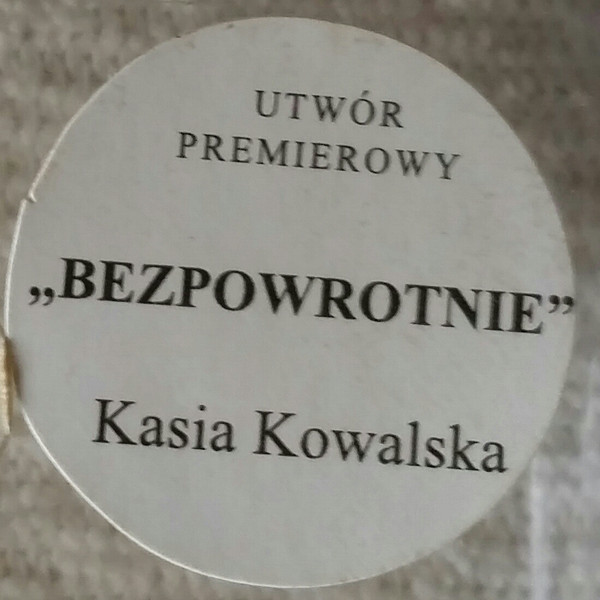 UTWÓR
PREMIEROWY
„BEZPOWROTNIE”
Kasia Kowalska